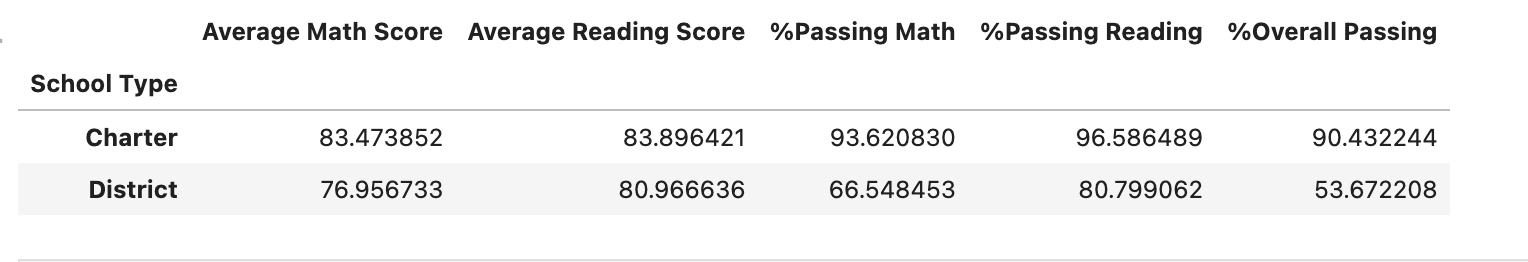 Average Math Score Average Reading Score %Passing Math %Passing Reading %Overall Passing
School Type
Charter 83.473852 83.896421 93.620830 96.586489 90.432244
District 76.956733 80.966636 66.548453 80.799062 53.672208